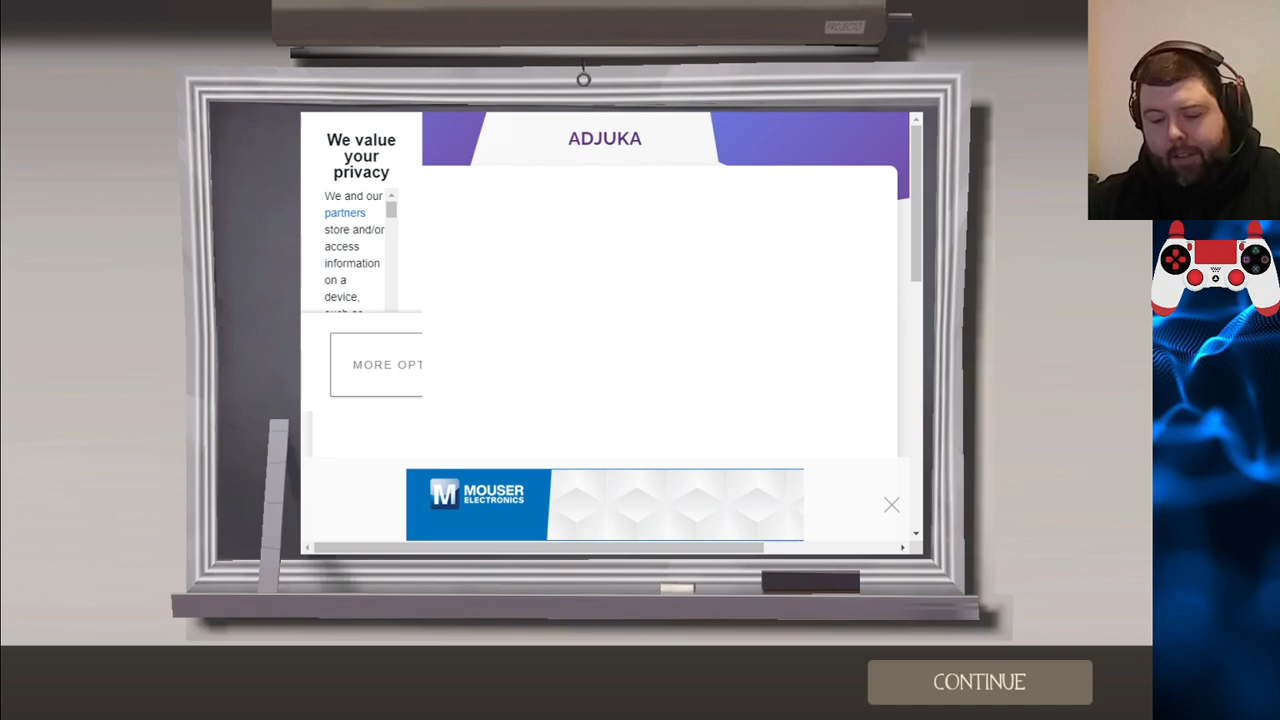 PROJECTO
We value
your
privacy
ADJUKA
We and our
partners
store and/or
access
information
on a
device,
MORE OPT
M MOUSER
ELECTRONICS
CONTINUE